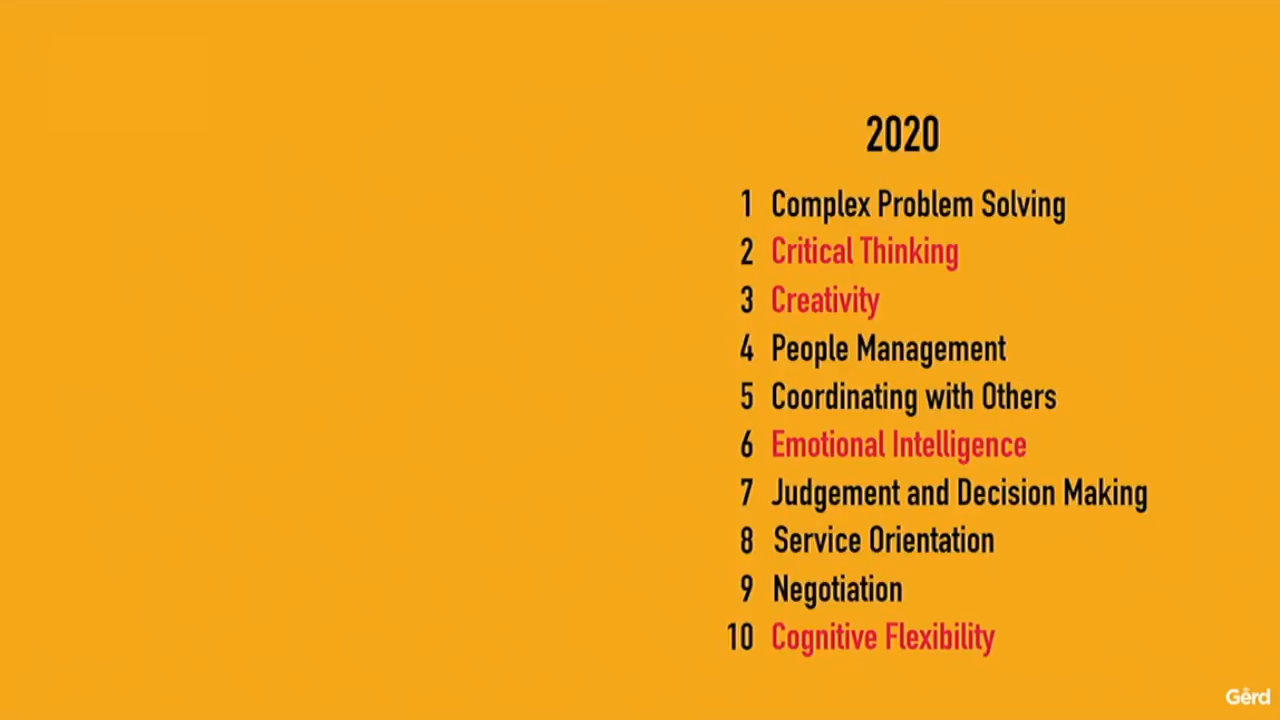 2020
1 Complex Problem Solving
2 Critical Thinking
3 Creativity
4 People Management
5 Coordinating with Others
6 Emotional Intelligence
7 Judgement and Decision Making
8 Service Orientation
9 Negotiation
10 Cognitive Flexibility
Gerd